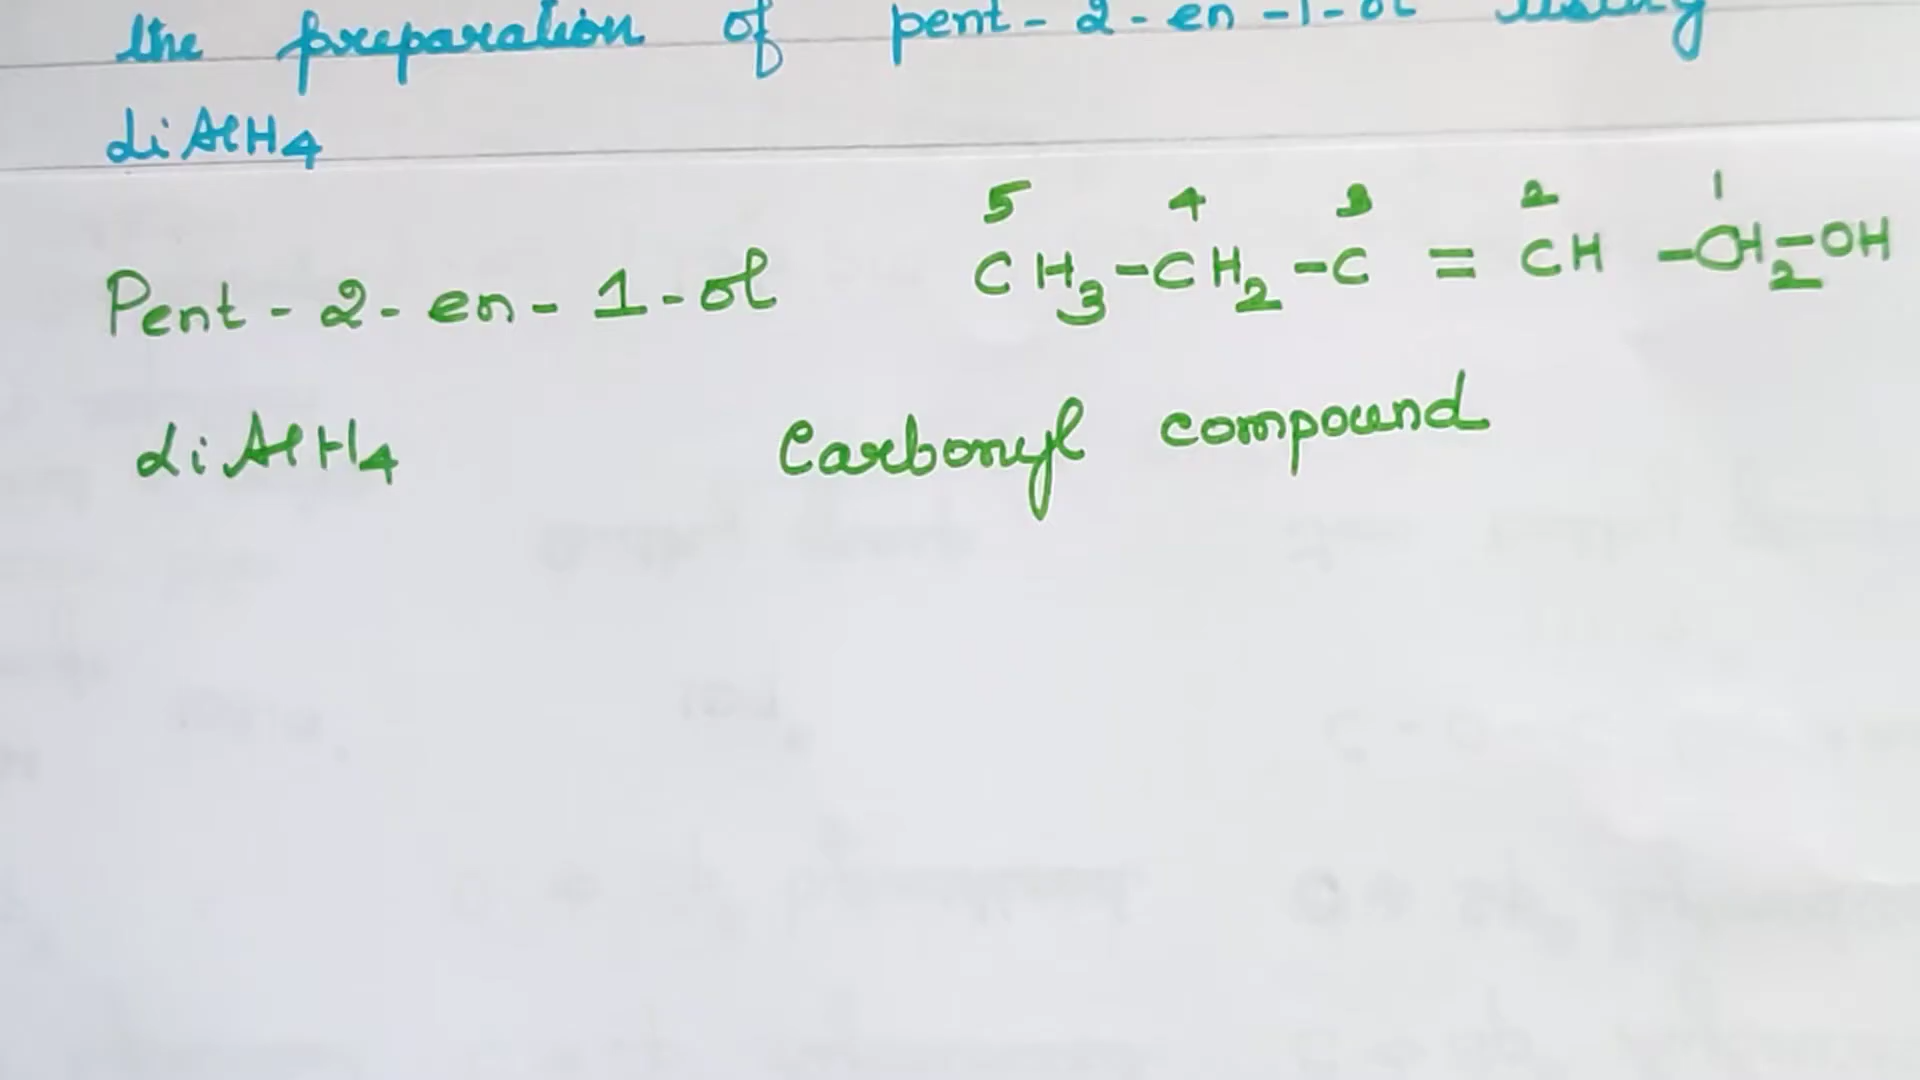 the preparation of pent-2-en-1-ol using
LiAlH4
5 4 3 2 1
Pent-2-en-1-ol CH3-CH2-C = CH -CH2-OH
LiAlH4 Carbonyl compound